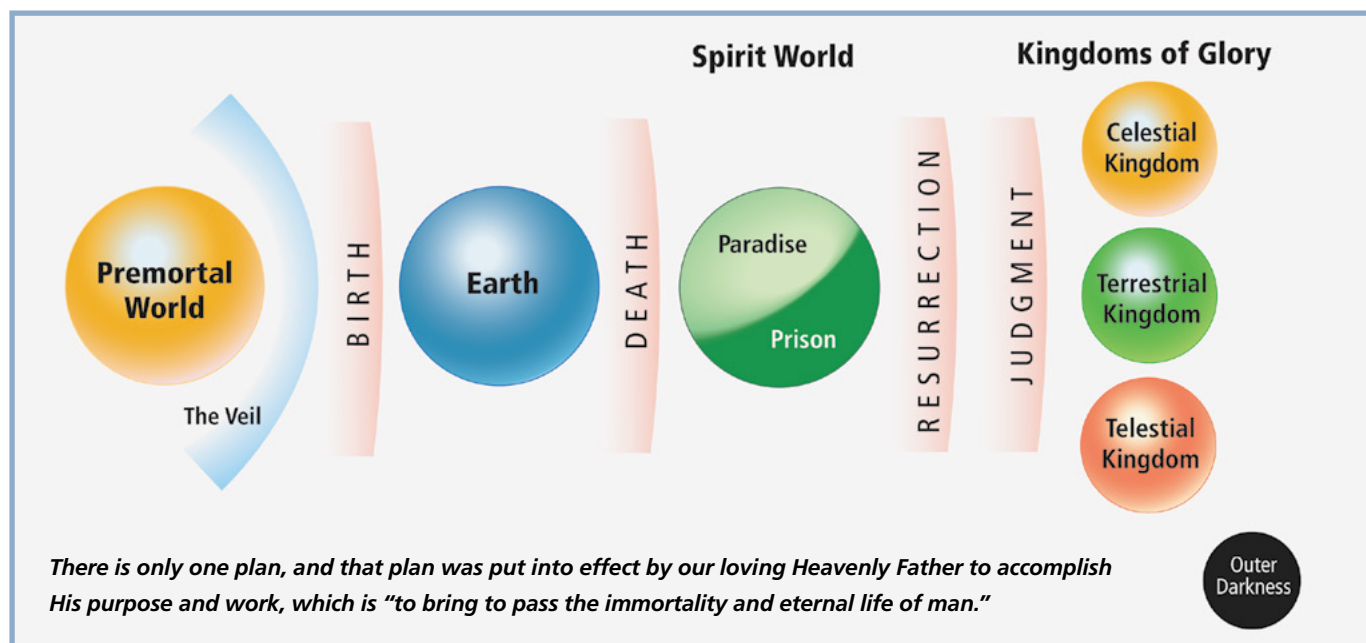 Spirit World
Kingdoms of Glory
Premortal
World
The Veil
BIRTH
Earth
DEATH
Paradise
Prison
RESURRECTION
JUDGMENT
Celestial
Kingdom
Terrestrial
Kingdom
Telestial
Kingdom
Outer
Darkness
There is only one plan, and that plan was put into effect by our loving Heavenly Father to accomplish
His purpose and work, which is “to bring to pass the immortality and eternal life of man.”